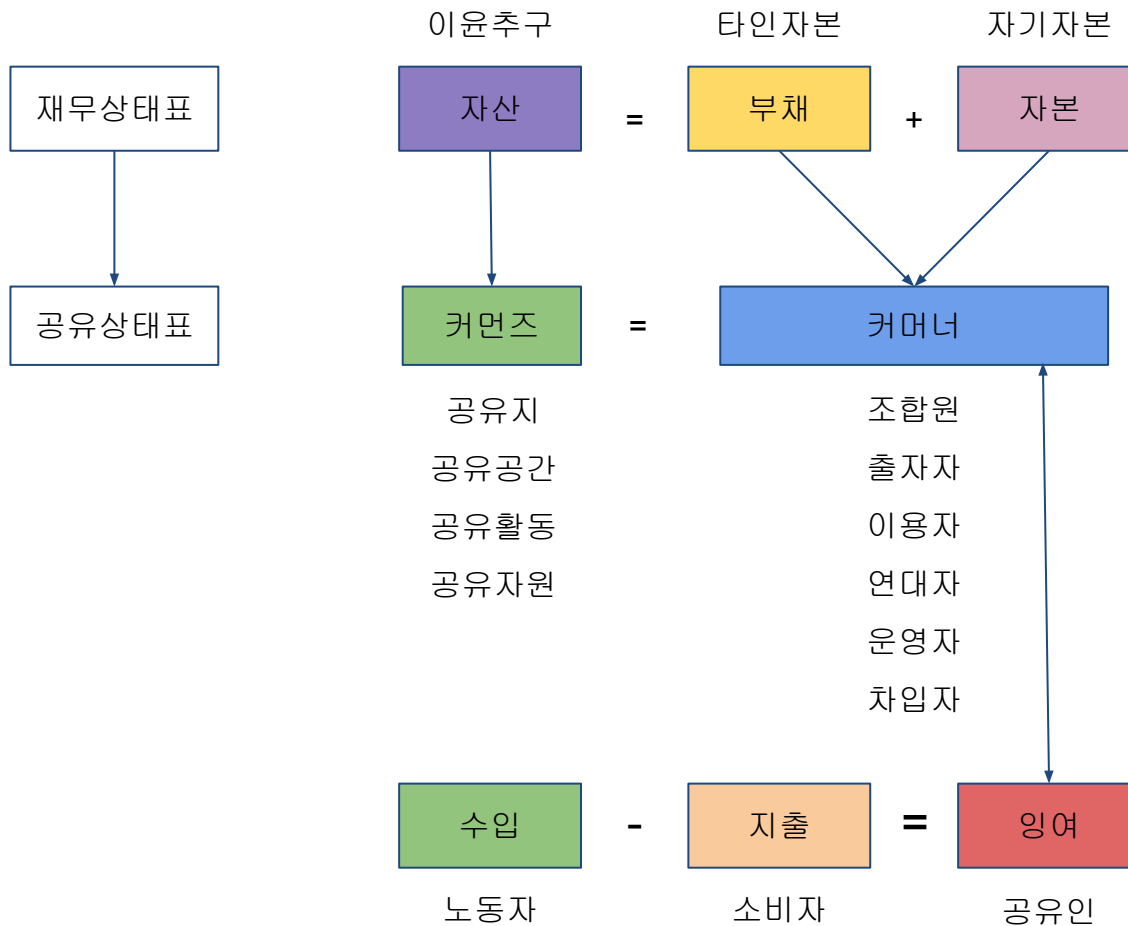 이윤추구 타인자본 자기자본
재무상태표 자산 = 부채 + 자본
공유상태표 커먼즈 = 커머너
공유지 조합원
공유공간 출자자
공유활동 이용자
공유자원 연대자
운영자
차입자
수입 - 지출 = 잉여
노동자 소비자 공유인